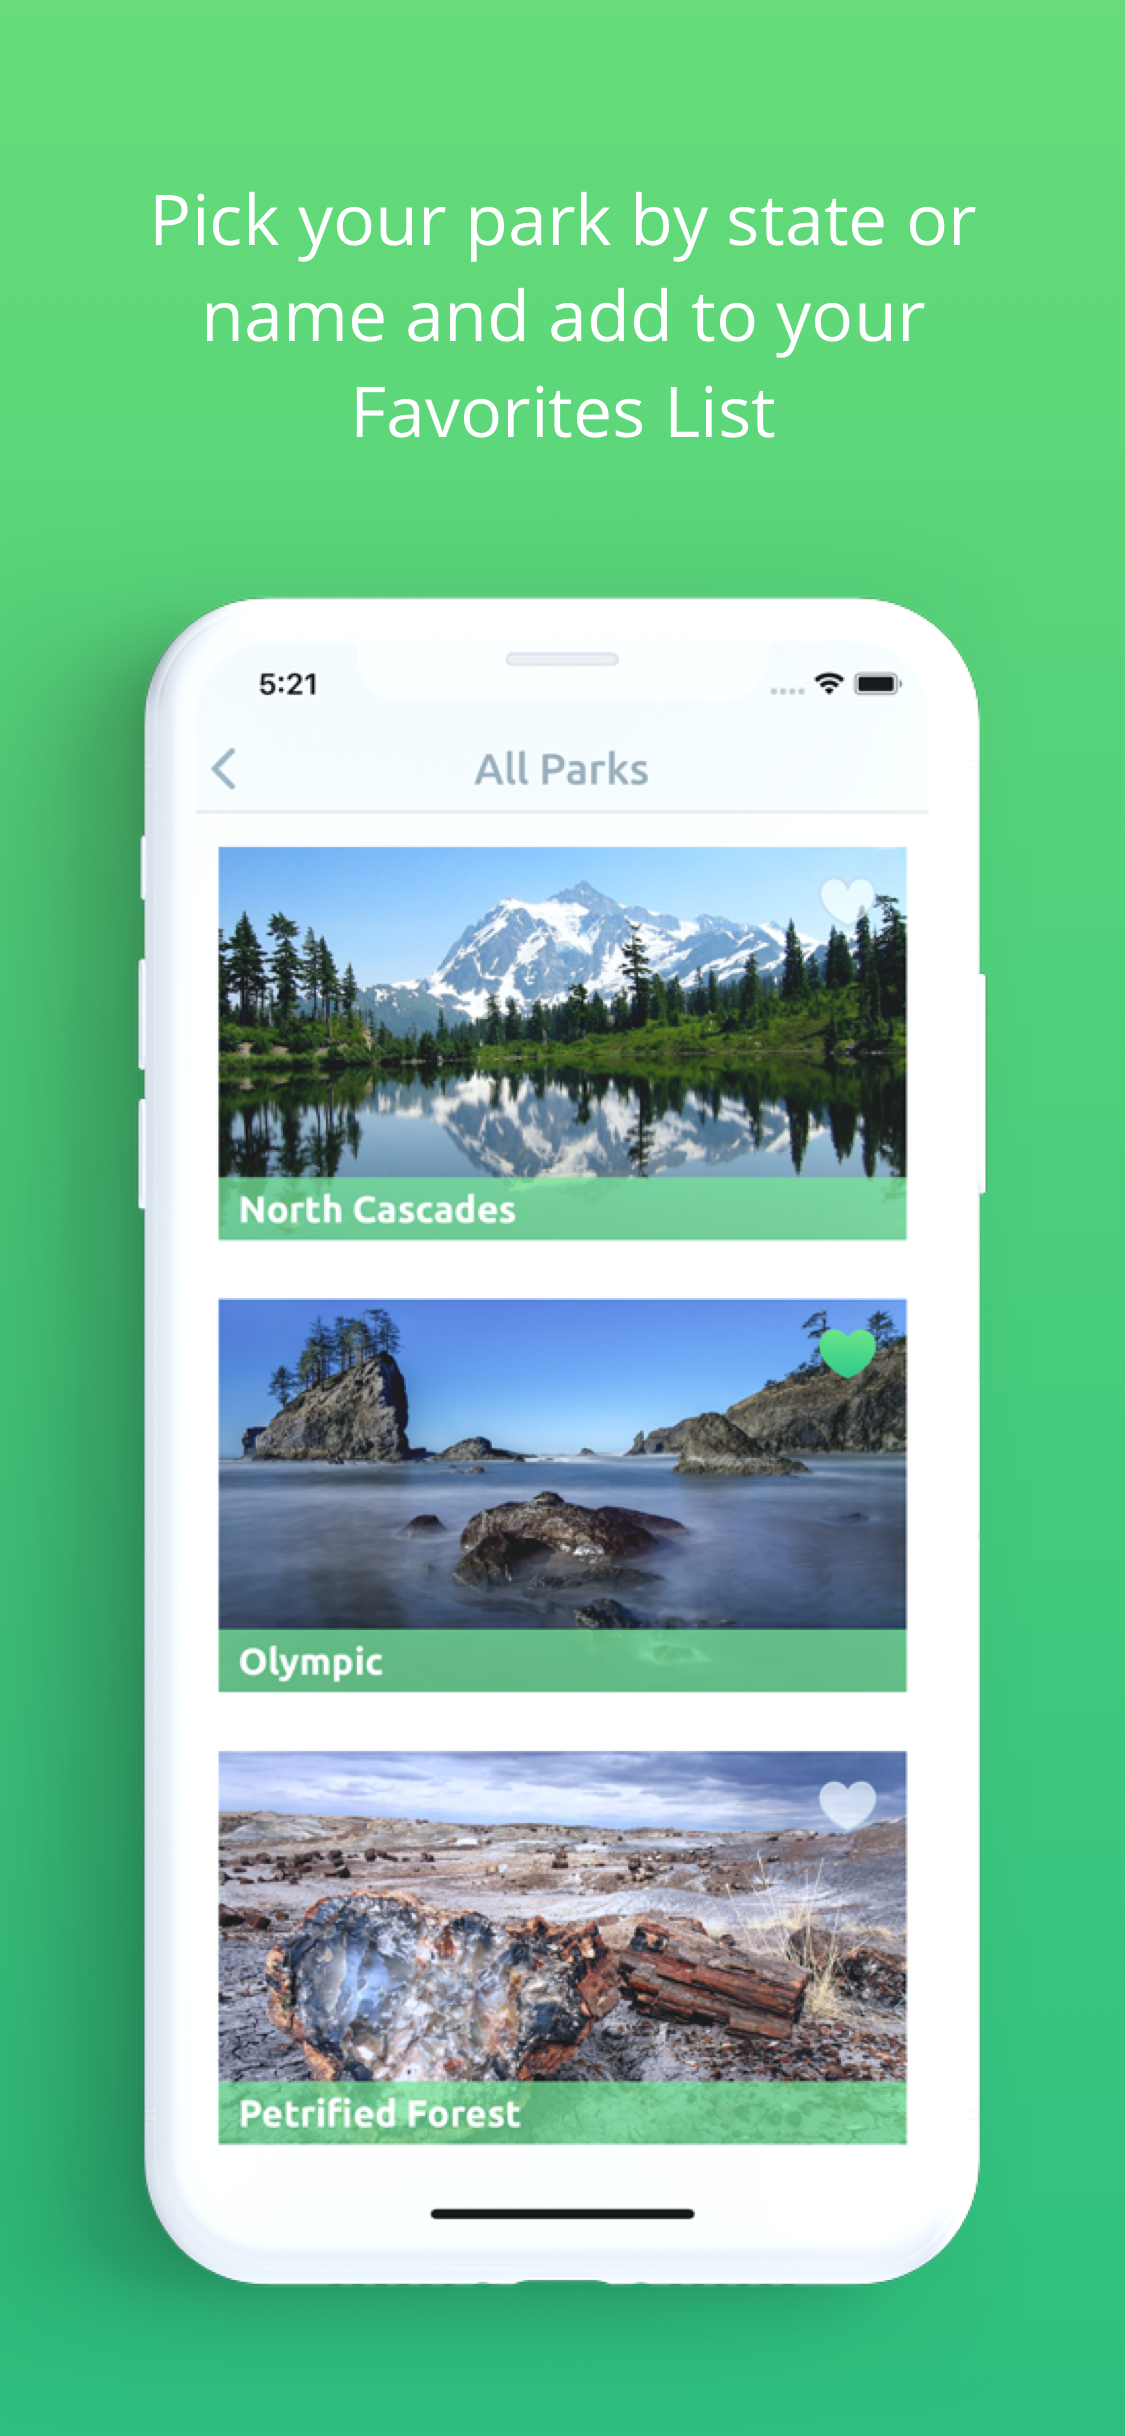 Pick your park by state or
name and add to your
Favorites List
5:21
All Parks
North Cascades
Olympic
Petrified Forest